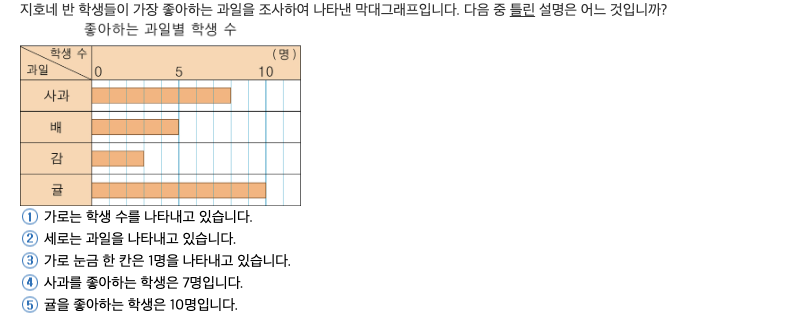 지호네 반 학생들이 가장 좋아하는 과일을 조사하여 나타낸 막대그래프입니다. 다음 중 틀린 설명은 어느 것입니까?
좋아하는 과일별 학생 수
학생 수 (명)
과일 0 5 10
사과
배
감
귤
① 가로는 학생 수를 나타내고 있습니다.
② 세로는 과일을 나타내고 있습니다.
③ 가로 눈금 한 칸은 1명을 나타내고 있습니다.
④ 사과를 좋아하는 학생은 7명입니다.
⑤ 귤을 좋아하는 학생은 10명입니다.